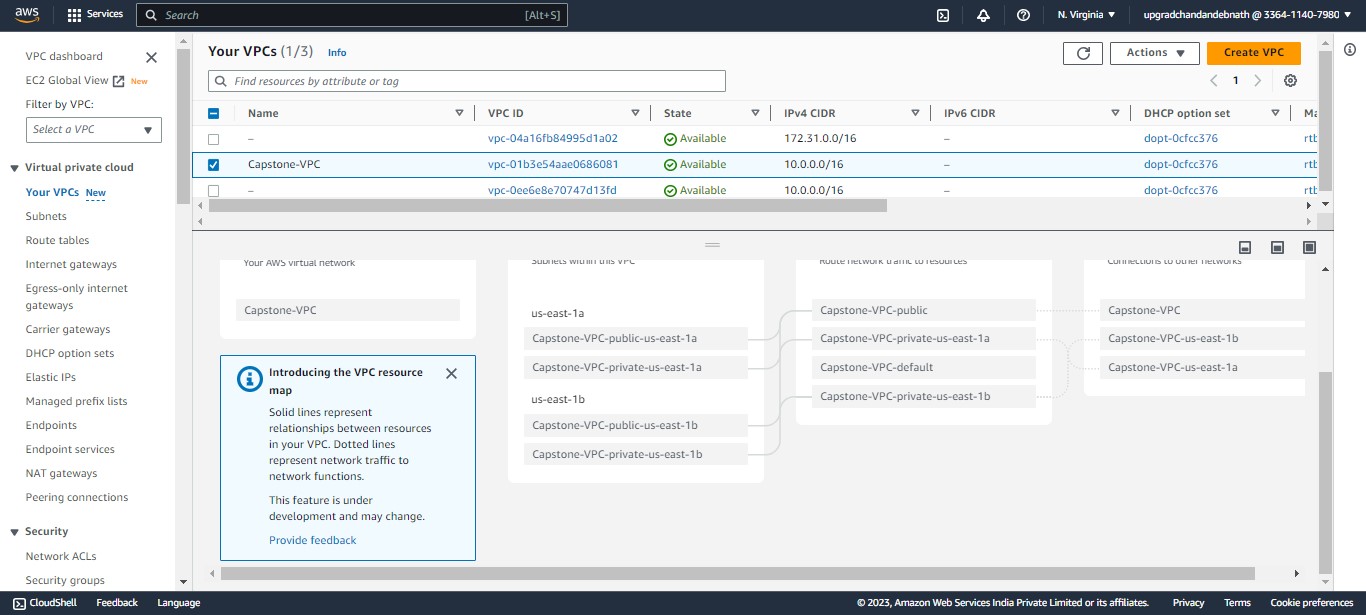 aws Services Search [Alt+S] N. Virginia upgradchandandebnath @ 3364-1140-7980
VPC dashboard
EC2 Global View New
Filter by VPC:
Select a VPC
Virtual private cloud
Your VPCs New
Subnets
Route tables
Internet gateways
Egress-only internet
gateways
Carrier gateways
DHCP option sets
Elastic IPs
Managed prefix lists
Endpoints
Endpoint services
NAT gateways
Peering connections
Security
Network ACLs
Security groups
Your VPCs (1/3) Info
Actions Create VPC
Find resources by attribute or tag
1
Name VPC ID State IPv4 CIDR IPv6 CIDR DHCP option set Ma
– vpc-04a16fb84995d1a02 Available 172.31.0.0/16 – dopt-0cfcc376 rtb
Capstone-VPC vpc-01b3e54aae0686081 Available 10.0.0.0/16 – dopt-0cfcc376 rtb
– vpc-0ee6e8e70747d13fd Available 10.0.0.0/16 – dopt-0cfcc376 rtb
Your AWS virtual network
Capstone-VPC
Introducing the VPC resource
map
Solid lines represent
relationships between resources
in your VPC. Dotted lines
represent network traffic to
network functions.
This feature is under
development and may change.
Provide feedback
Subnets within this VPC
us-east-1a
Capstone-VPC-public-us-east-1a
Capstone-VPC-private-us-east-1a
us-east-1b
Capstone-VPC-public-us-east-1b
Capstone-VPC-private-us-east-1b
Route network traffic to resources
Capstone-VPC-public
Capstone-VPC-private-us-east-1a
Capstone-VPC-default
Capstone-VPC-private-us-east-1b
Connections to other networks
Capstone-VPC
Capstone-VPC-us-east-1b
Capstone-VPC-us-east-1a
CloudShell Feedback Language © 2023, Amazon Web Services India Private Limited or its affiliates. Privacy Terms Cookie preferences